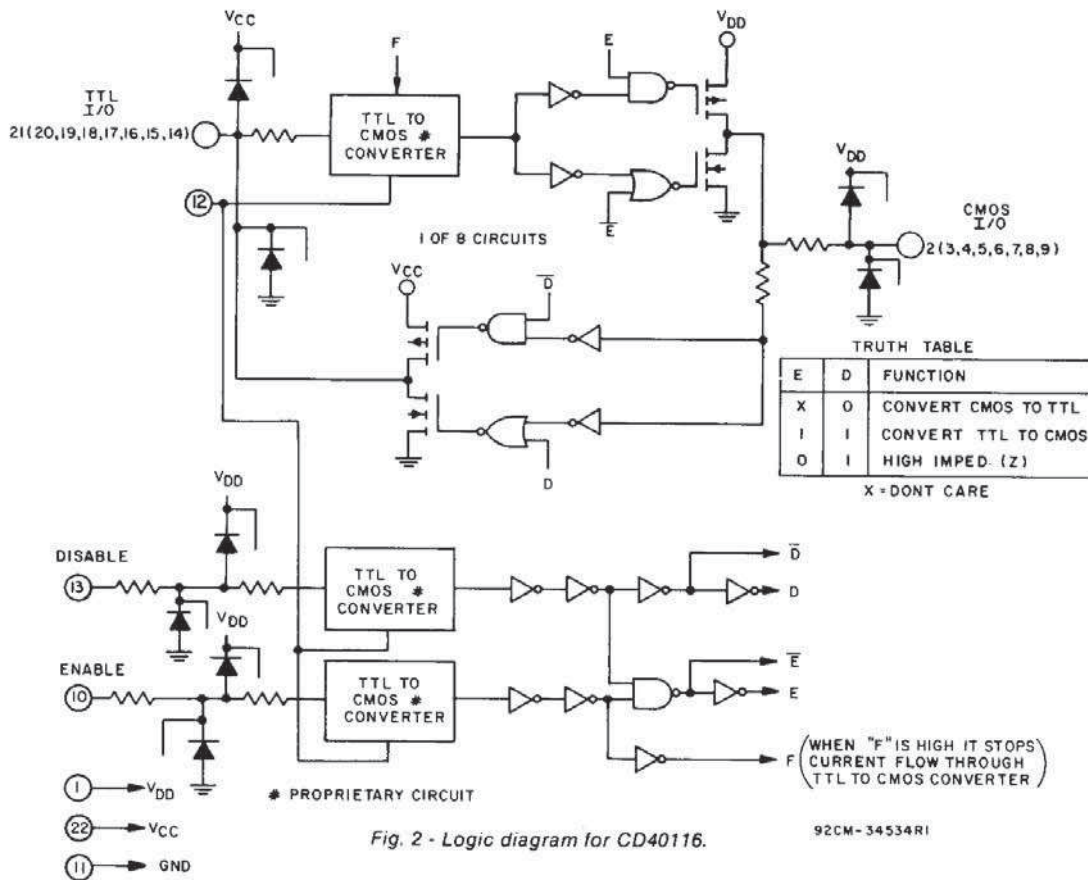 VCC
F
E
VDD
TTL
I/O
21(20,19,18,17,16,15,14)
TTL TO
CMOS #
CONVERTER
12
E̅
1 OF 8 CIRCUITS
VDD
CMOS
I/O
2(3,4,5,6,7,8,9)
VCC
D̅
D
TRUTH TABLE
E D FUNCTION
X 0 CONVERT CMOS TO TTL
1 1 CONVERT TTL TO CMOS
0 1 HIGH IMPED. (Z)
X = DONT CARE
VDD
DISABLE
13
TTL TO
CMOS #
CONVERTER
D̅
D
VDD
ENABLE
10
TTL TO
CMOS #
CONVERTER
E̅
E
F (WHEN "F" IS HIGH IT STOPS
CURRENT FLOW THROUGH
TTL TO CMOS CONVERTER)
1 VDD
# PROPRIETARY CIRCUIT
22 VCC
11 GND
Fig. 2 - Logic diagram for CD40116.
92CM-34534R1